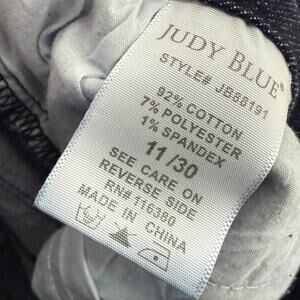 JUDY BLUE®
STYLE# JB88191
92% COTTON
7% POLYESTER
1% SPANDEX
11/30
SEE CARE ON
REVERSE SIDE
RN# 116380
MADE IN CHINA